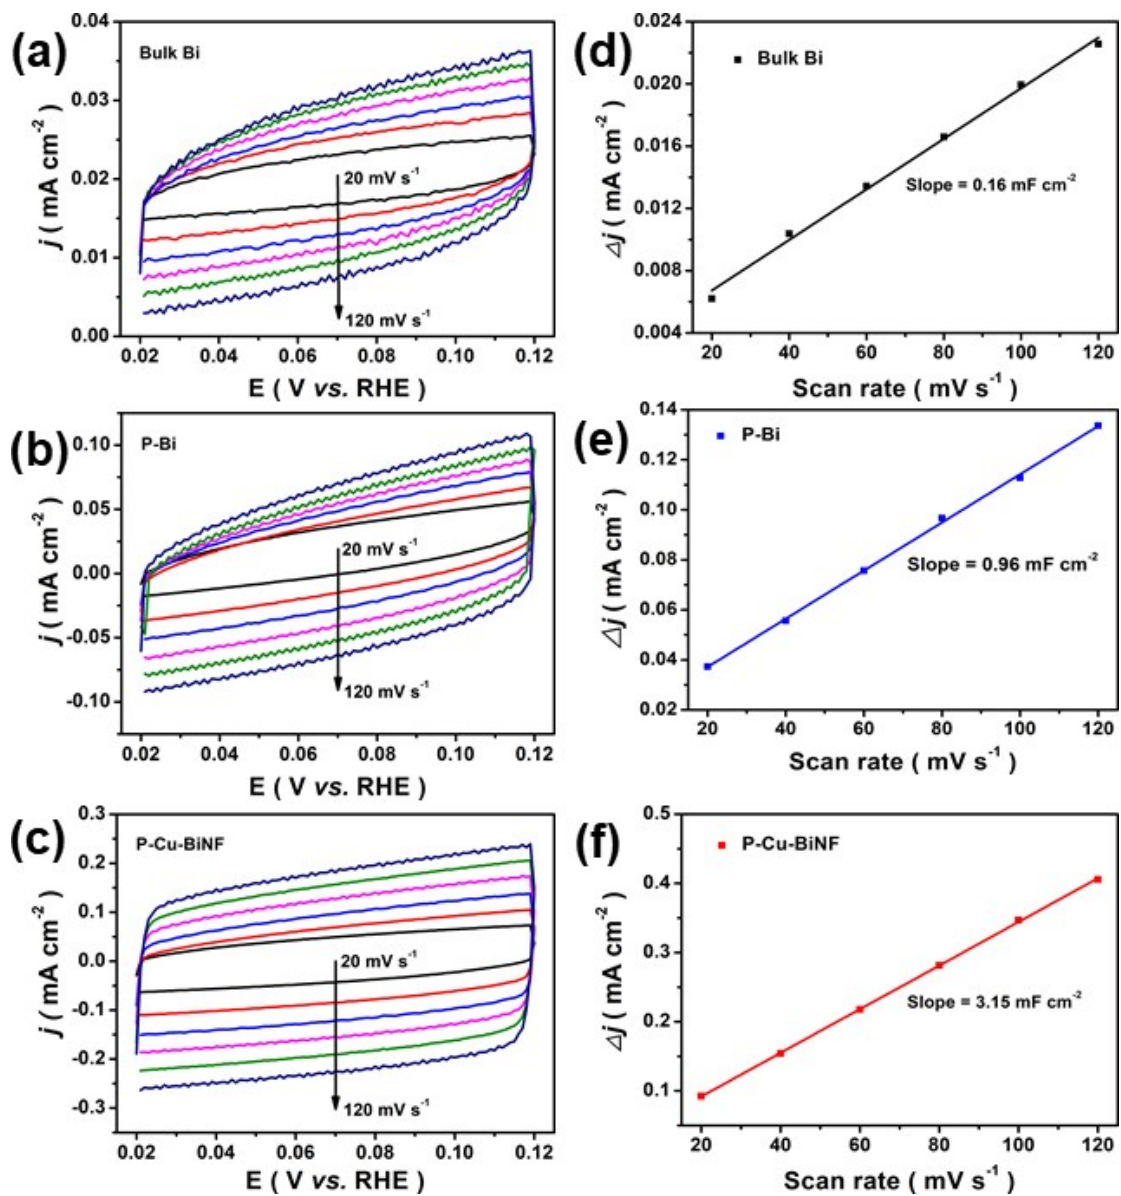 (a)
Bulk Bi
0.04
0.03
0.02
0.01
0.00
j ( mA cm⁻²)
20 mV s⁻¹
120 mV s⁻¹
0.02 0.04 0.06 0.08 0.10 0.12
E ( V vs. RHE )
(d)
Bulk Bi
0.024
0.020
0.016
0.012
0.008
0.004
Δj ( mA cm⁻²)
Slope = 0.16 mF cm⁻²
20 40 60 80 100 120
Scan rate ( mV s⁻¹)
(b)
P-Bi
0.10
0.05
0.00
-0.05
-0.10
j ( mA cm⁻²)
20 mV s⁻¹
120 mV s⁻¹
0.02 0.04 0.06 0.08 0.10 0.12
E ( V vs. RHE )
(e)
P-Bi
0.14
0.12
0.10
0.08
0.06
0.04
0.02
Δj ( mA cm⁻²)
Slope = 0.96 mF cm⁻²
20 40 60 80 100 120
Scan rate ( mV s⁻¹)
(c)
P-Cu-BiNF
0.3
0.2
0.1
0.0
-0.1
-0.2
-0.3
j ( mA cm⁻²)
20 mV s⁻¹
120 mV s⁻¹
0.02 0.04 0.06 0.08 0.10 0.12
E ( V vs. RHE )
(f)
P-Cu-BiNF
0.5
0.4
0.3
0.2
0.1
Δj ( mA cm⁻²)
Slope = 3.15 mF cm⁻²
20 40 60 80 100 120
Scan rate ( mV s⁻¹)